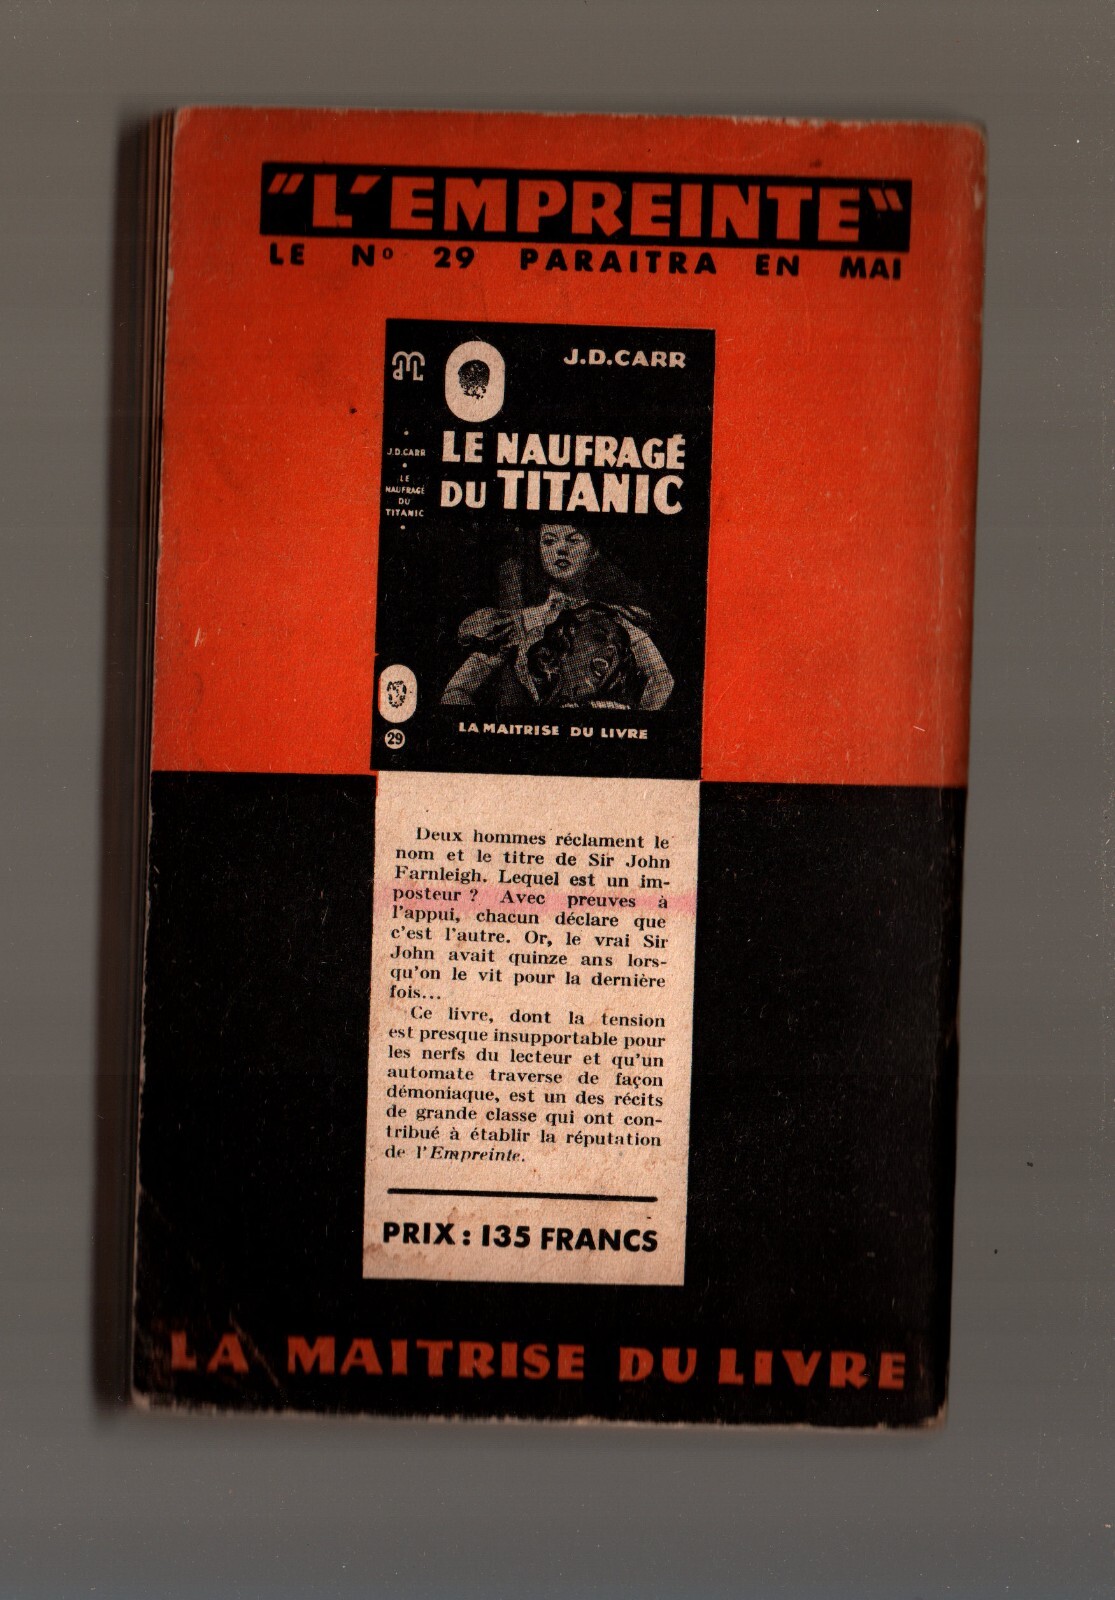 "L'EMPREINTE"
LE Nº 29 PARAITRA EN MAI
J.D.CARR
LE NAUFRAGÉ
DU TITANIC
J.D.CARR
LE
NAUFRAGÉ
DU
TITANIC
LA MAITRISE DU LIVRE
29
Deux hommes réclament le
nom et le titre de Sir John
Farnleigh. Lequel est un im-
posteur ? Avec preuves à
l'appui, chacun déclare que
c'est l'autre. Or, le vrai Sir
John avait quinze ans lors-
qu'on le vit pour la dernière
fois...
Ce livre, dont la tension
est presque insupportable pour
les nerfs du lecteur et qu'un
automate traverse de façon
démoniaque, est un des récits
de grande classe qui ont con-
tribué à établir la réputation
de l'Empreinte.
PRIX : 135 FRANCS
LA MAITRISE DU LIVRE